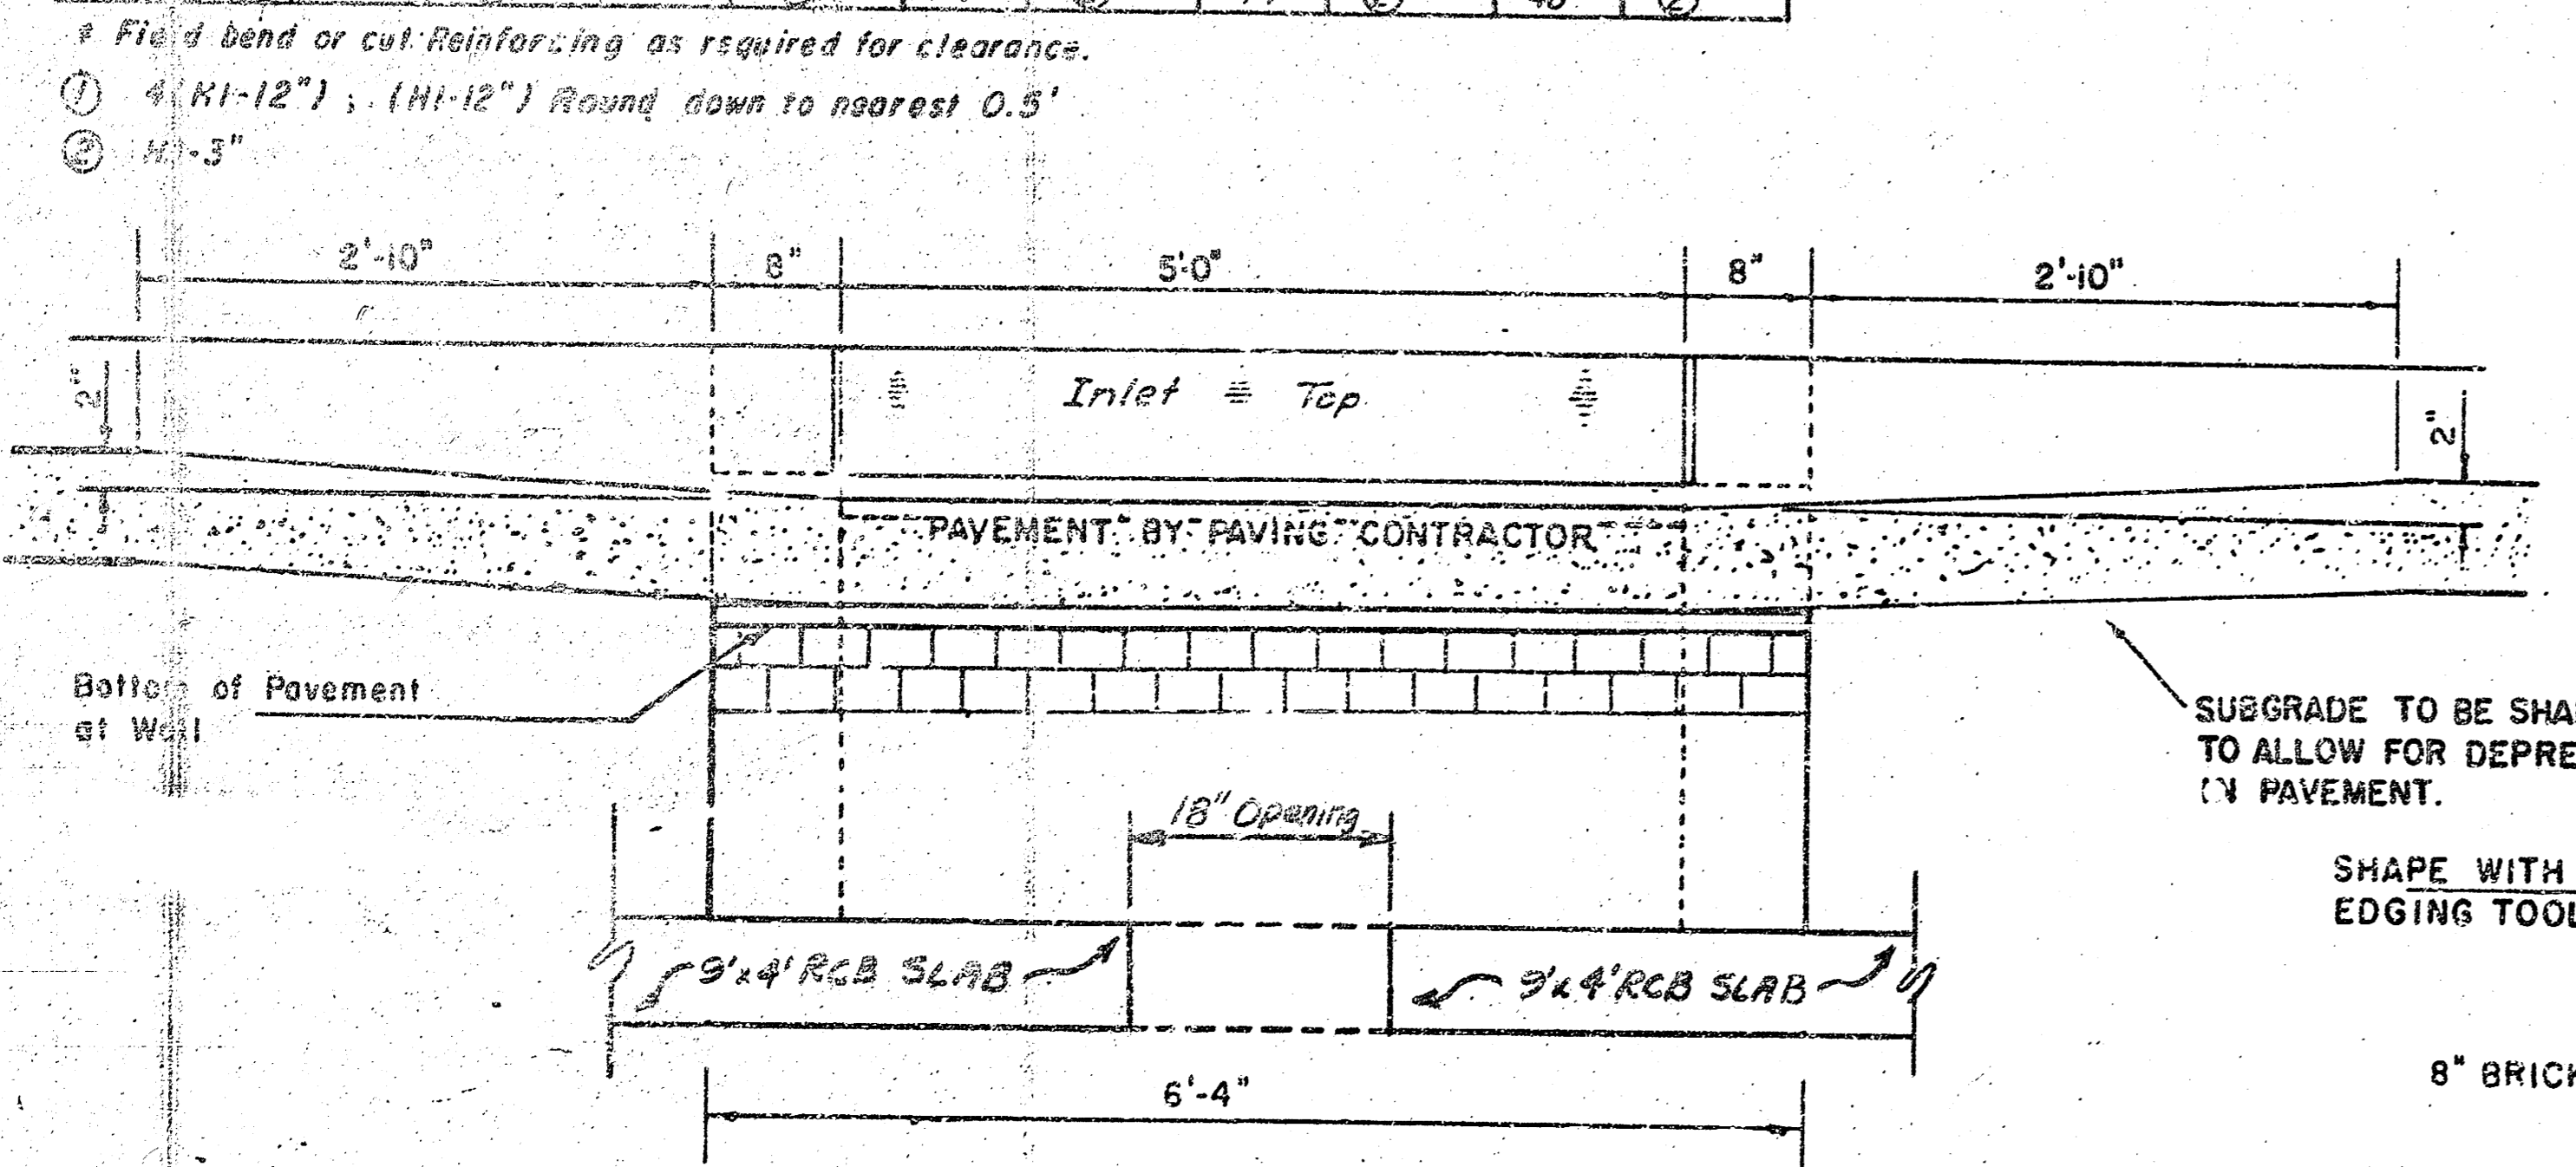 * Field bend or cut Reinforcing as required for clearance.
① 4(K1-12") ; (H1-12") Round down to nearest 0.5'
② H1-3"
2'-10" 8" 5'-0" 8" 2'-10"
2" Inlet Top 2"
PAVEMENT BY PAVING CONTRACTOR
Bottom of Pavement
at Wall
SUBGRADE TO BE SHA
TO ALLOW FOR DEPRE
IN PAVEMENT.
18" Opening
SHAPE WITH
EDGING TOOL
9'x4' RCB SLAB 9'x4' RCB SLAB
8" BRICK
6'-4"